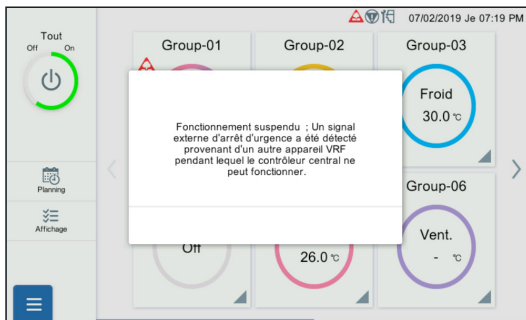 07/02/2019 Je 07:19 PM
Tout
Off On
Group-01
Group-02
Group-03
Froid
30.0 °C
Fonctionnement suspendu ; Un signal
externe d'arrêt d'urgence a été détecté
provenant d'un autre appareil VRF
pendant lequel le contrôleur central ne
peut fonctionner.
Planning
Affichage
Group-06
Off
26.0 °C
Vent.
- °C